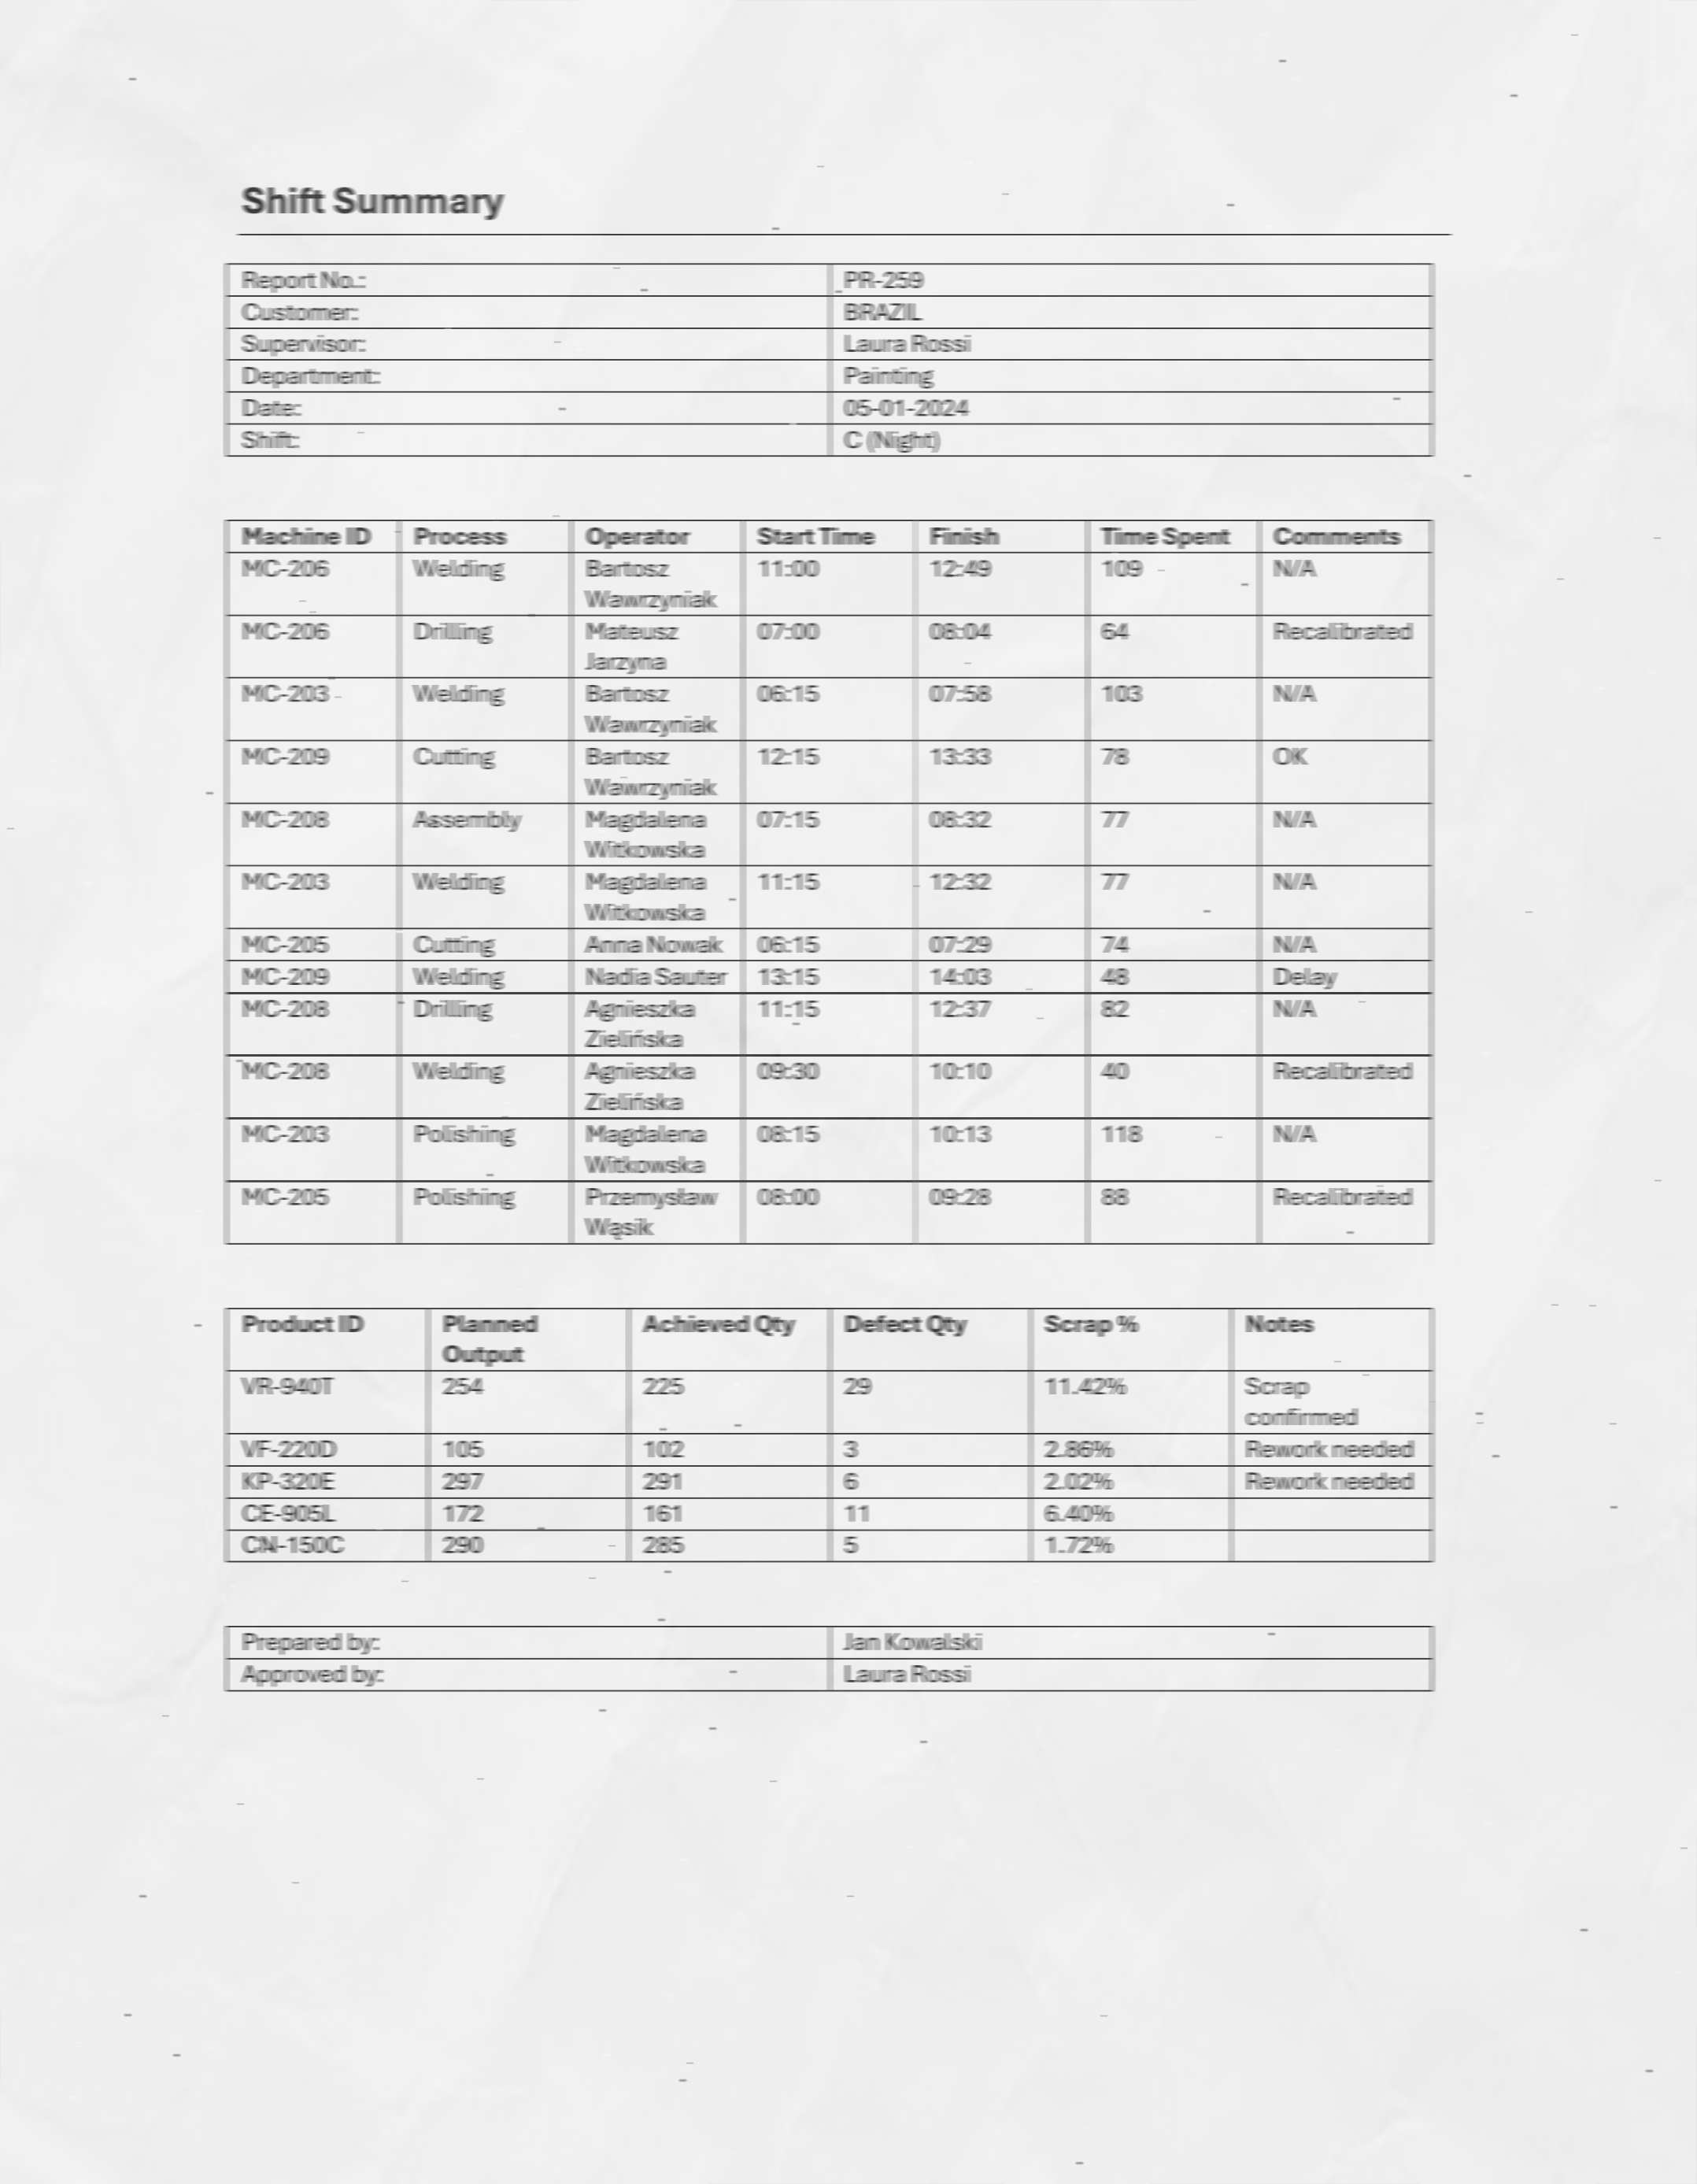 Shift Summary
Report No.: PR-259
Customer: BRAZIL
Supervisor: Laura Rossi
Department: Painting
Date: 05-01-2024
Shift: C (Night)
Machine ID Process Operator Start Time Finish Time Spent Comments
MC-206 Welding Bartosz Wawrzyniak 11:00 12:49 109 N/A
MC-206 Drilling Mateusz Jarzyna 07:00 08:04 64 Recalibrated
MC-203 Welding Bartosz Wawrzyniak 06:15 07:58 103 N/A
MC-209 Cutting Bartosz Wawrzyniak 12:15 13:33 78 OK
MC-208 Assembly Magdalena Witkowska 07:15 08:32 77 N/A
MC-203 Welding Magdalena Witkowska 11:15 12:32 77 N/A
MC-205 Cutting Anna Nowak 06:15 07:29 74 N/A
MC-209 Welding Nadia Sauter 13:15 14:03 48 Delay
MC-208 Drilling Agnieszka Zielińska 11:15 12:37 82 N/A
MC-208 Welding Agnieszka Zielińska 09:30 10:10 40 Recalibrated
MC-203 Polishing Magdalena Witkowska 08:15 10:13 118 N/A
MC-205 Polishing Przemysław Wąsik 08:00 09:28 88 Recalibrated
Product ID Planned Output Achieved Qty Defect Qty Scrap % Notes
VR-940T 254 225 29 11.42% Scrap confirmed
VF-220D 105 102 3 2.86% Rework needed
KP-320E 297 291 6 2.02% Rework needed
CE-905L 172 161 11 6.40%
CN-150C 290 285 5 1.72%
Prepared by: Jan Kowalski
Approved by: Laura Rossi